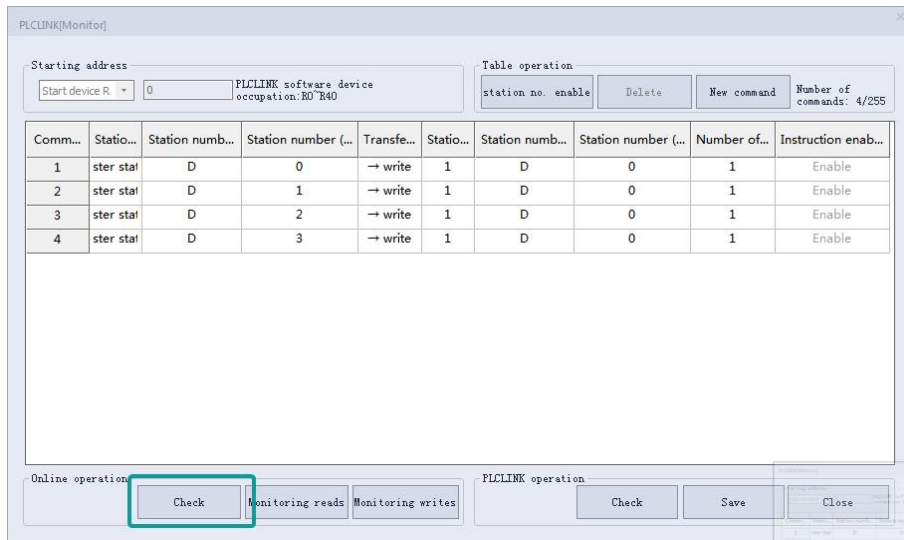 PLCLINK[Monitor]
Starting address
Start device R
0
PLCLINK software device
occupation:R0~R40
Table operation
station no. enable
Delete
New command
Number of
commands: 4/255
Comm... Statio... Station numb... Station number (... Transfe... Statio... Station numb... Station number (... Number of... Instruction enab...
1 ster stat D 0 → write 1 D 0 1 Enable
2 ster stat D 1 → write 1 D 0 1 Enable
3 ster stat D 2 → write 1 D 0 1 Enable
4 ster stat D 3 → write 1 D 0 1 Enable
Online operation
Check
Monitoring reads
Monitoring writes
PLCLINK operation
Check
Save
Close